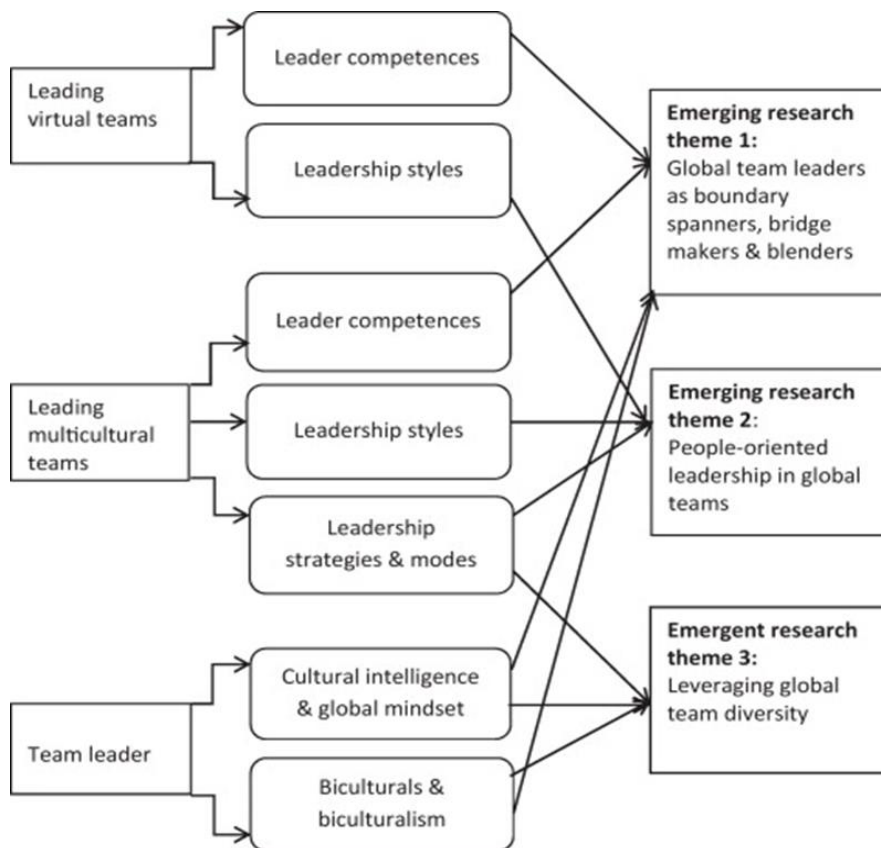 Leading
virtual teams
Leader competences
Leadership styles
Leading
multicultural
teams
Leader competences
Leadership styles
Leadership
strategies & modes
Team leader
Cultural intelligence
& global mindset
Biculturals &
biculturalism
Emerging research
theme 1:
Global team leaders
as boundary
spanners, bridge
makers & blenders
Emerging research
theme 2:
People-oriented
leadership in global
teams
Emergent research
theme 3:
Leveraging global
team diversity